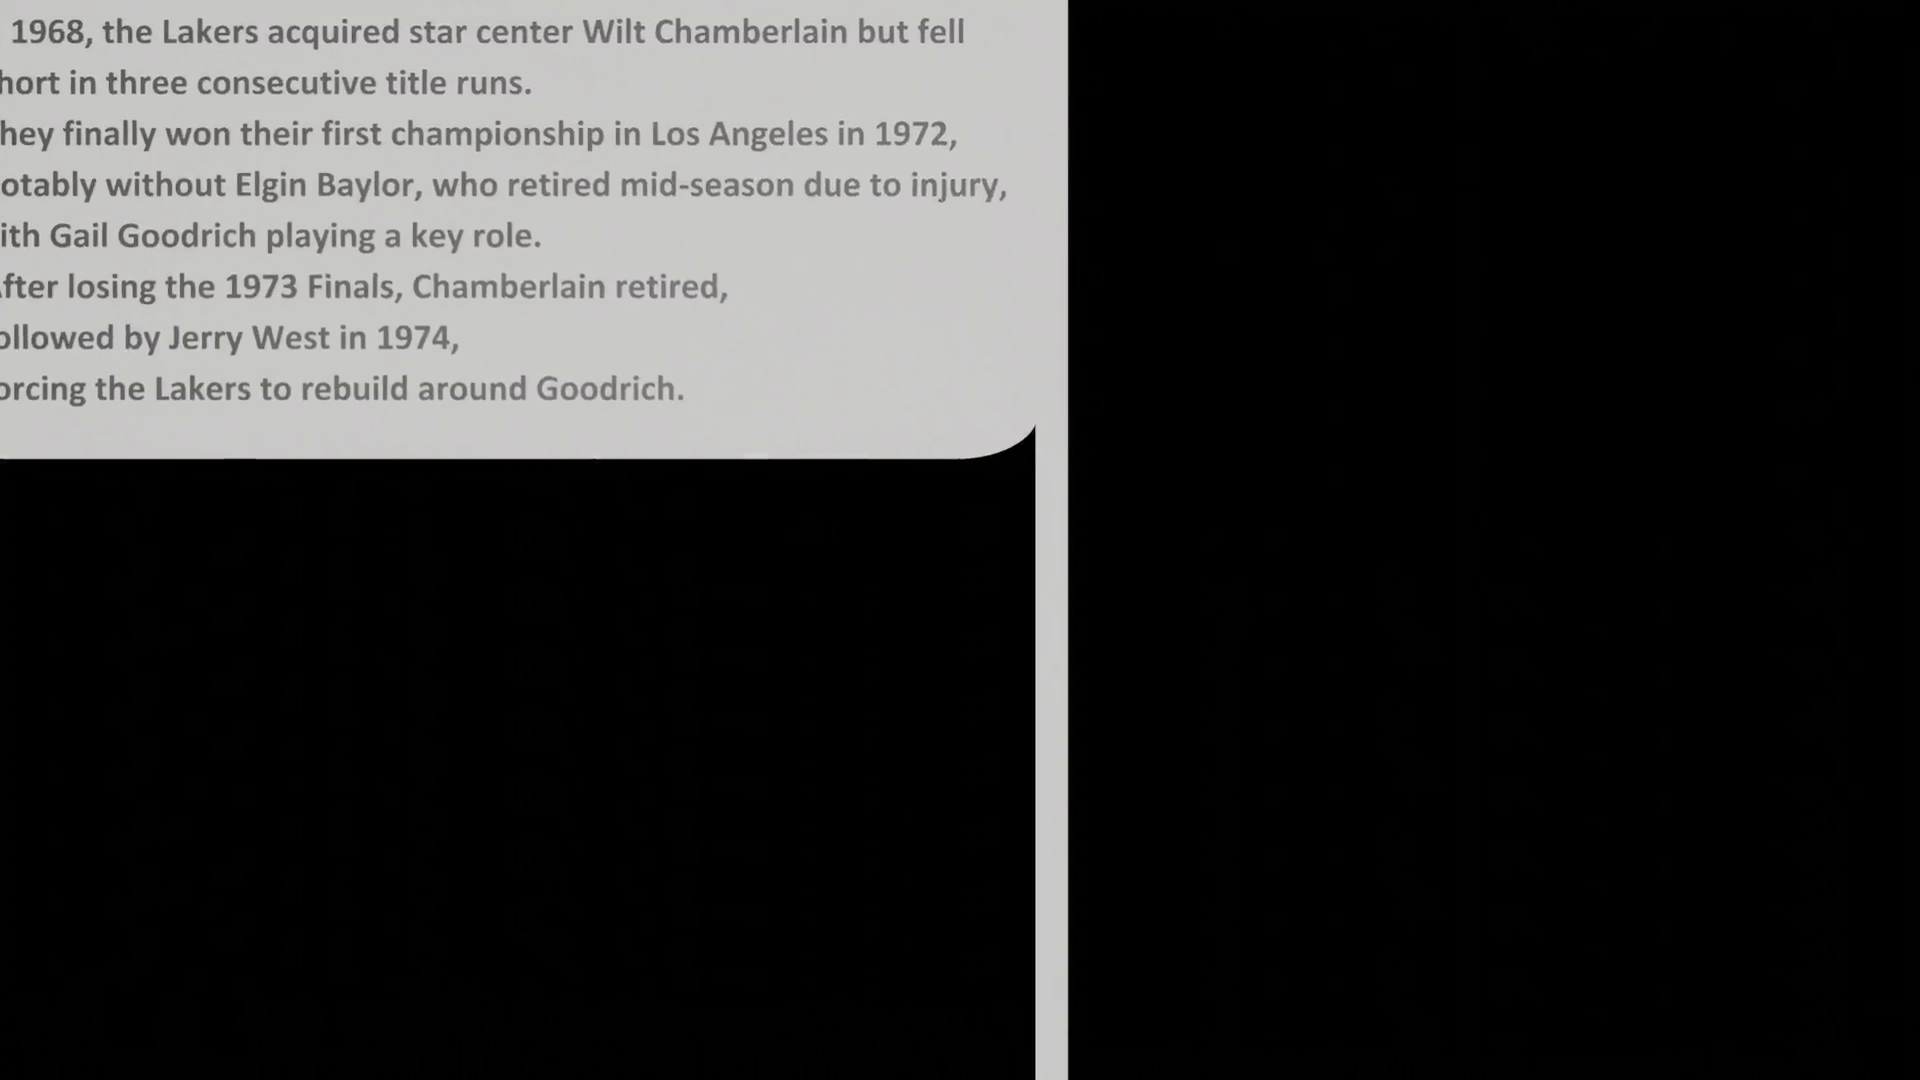 1968, the Lakers acquired star center Wilt Chamberlain but fell
hort in three consecutive title runs.
hey finally won their first championship in Los Angeles in 1972,
otably without Elgin Baylor, who retired mid-season due to injury,
ith Gail Goodrich playing a key role.
fter losing the 1973 Finals, Chamberlain retired,
ollowed by Jerry West in 1974,
orcing the Lakers to rebuild around Goodrich.